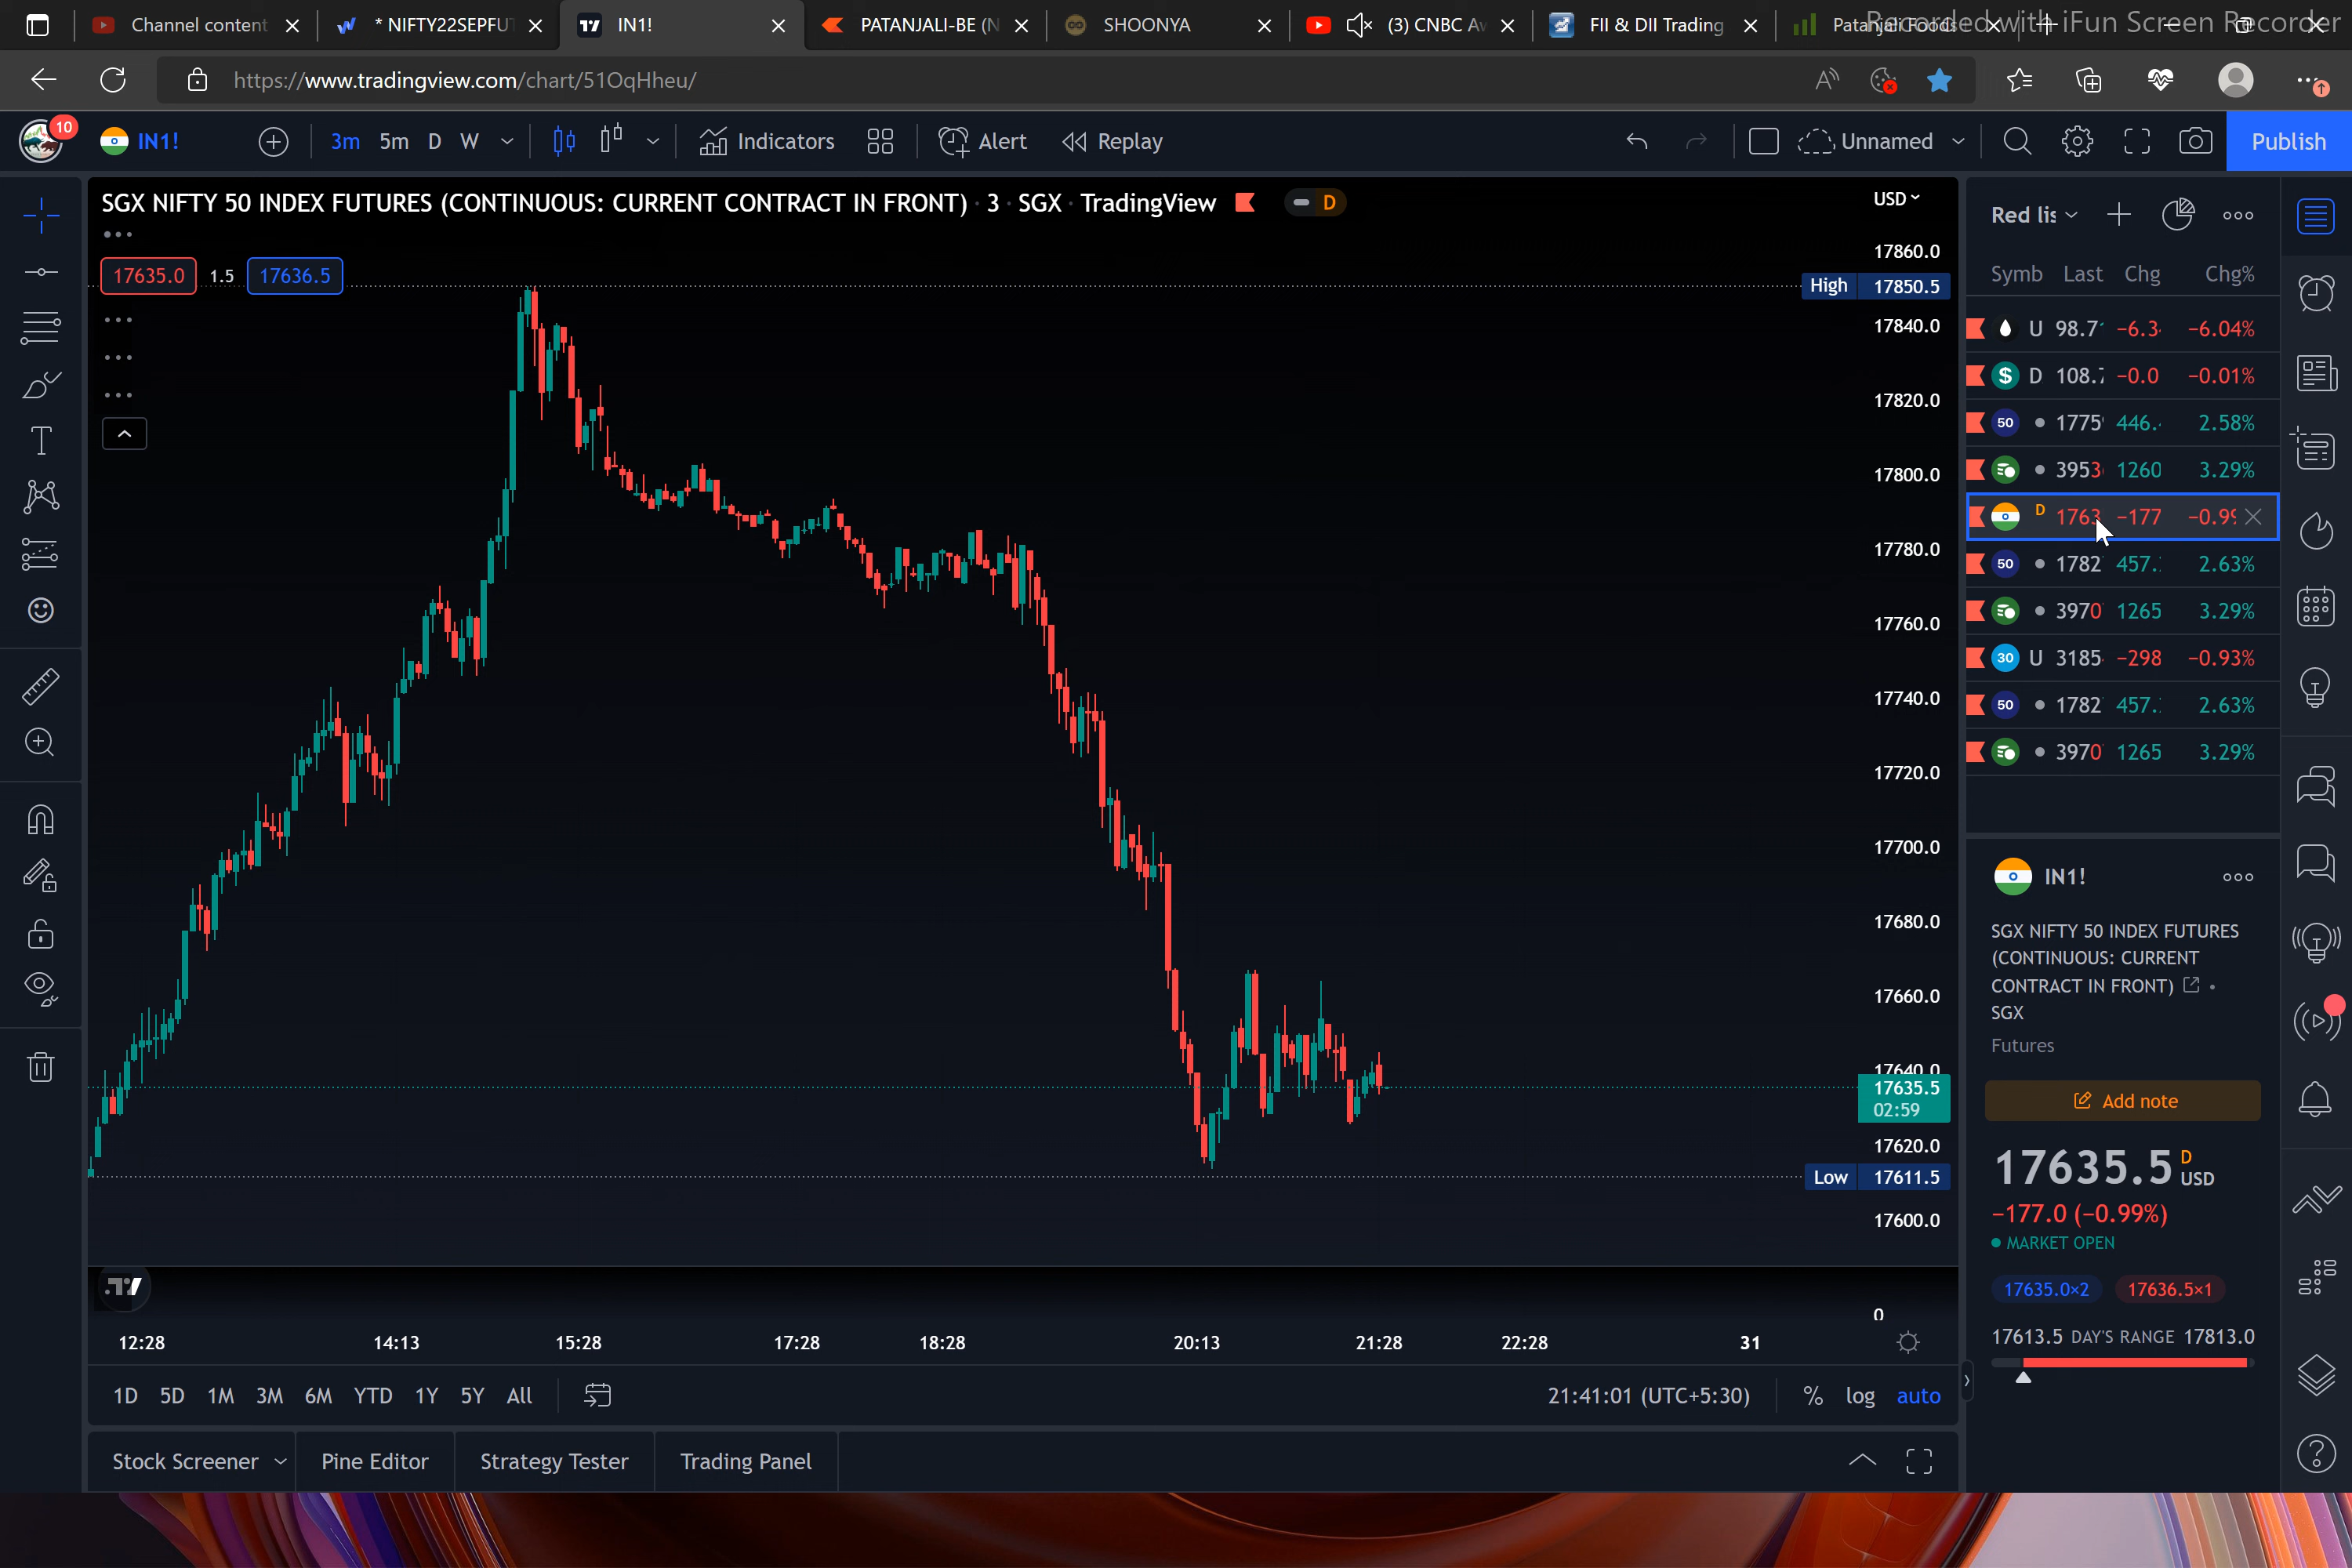 Channel content
* NIFTY22SEPFUT
IN1!
PATANJALI-BE (N
SHOONYA
(3) CNBC Aw
FII & DII Trading
Patanjali Foods
Recorded with iFun Screen Recorder
https://www.tradingview.com/chart/51OqHheu/
10
IN1!
3m 5m D W
Indicators
Alert
Replay
Unnamed
Publish
SGX NIFTY 50 INDEX FUTURES (CONTINUOUS: CURRENT CONTRACT IN FRONT) · 3 · SGX · TradingView
D
USD
17635.0 1.5 17636.5
17860.0
High 17850.5
17840.0
17820.0
17800.0
17780.0
17760.0
17740.0
17720.0
17700.0
17680.0
17660.0
17640.0
17635.5
02:59
17620.0
Low 17611.5
17600.0
0
12:28 14:13 15:28 17:28 18:28 20:13 21:28 22:28 31
1D 5D 1M 3M 6M YTD 1Y 5Y All
21:41:01 (UTC+5:30)
% log auto
Stock Screener
Pine Editor
Strategy Tester
Trading Panel
Red lis
Symb Last Chg Chg%
U 98.7 -6.3 -6.04%
$ D 108. -0.0 -0.01%
50 1775 446. 2.58%
3953 1260 3.29%
D 1763 -177 -0.99
50 1782 457. 2.63%
3970 1265 3.29%
30 U 3185 -298 -0.93%
50 1782 457. 2.63%
3970 1265 3.29%
IN1!
SGX NIFTY 50 INDEX FUTURES
(CONTINUOUS: CURRENT
CONTRACT IN FRONT) •
SGX
Futures
Add note
17635.5 D USD
-177.0 (-0.99%)
MARKET OPEN
17635.0×2 17636.5×1
17613.5 DAY'S RANGE 17813.0